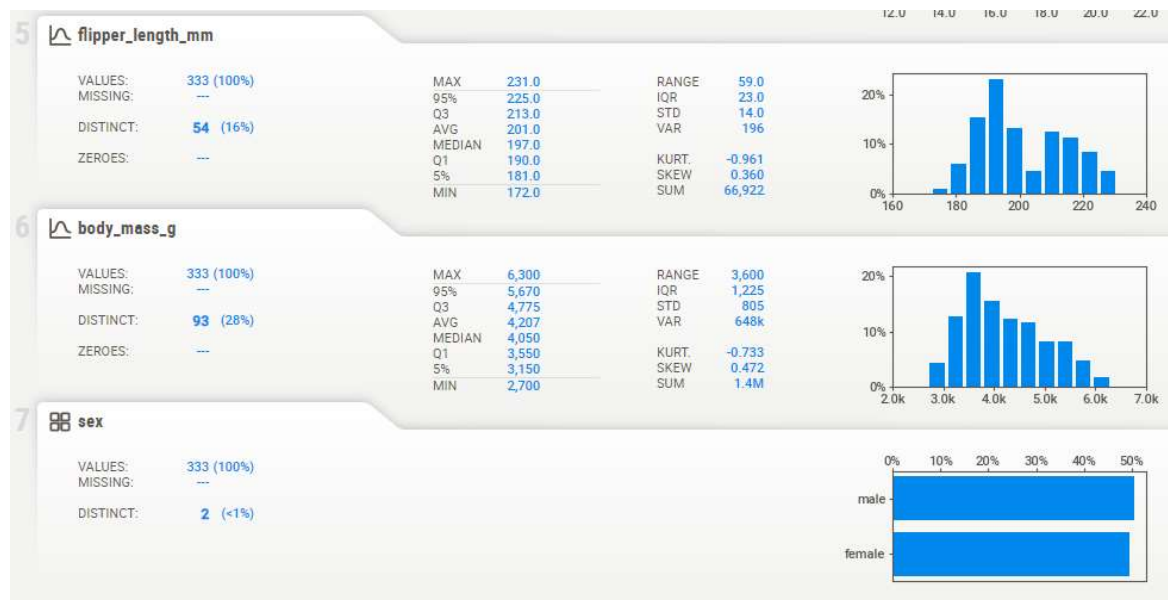 12.0 14.0 16.0 18.0 20.0 22.0
5 flipper_length_mm
VALUES: 333 (100%)
MISSING: ---
DISTINCT: 54 (16%)
ZEROES: ---
MAX 231.0
95% 225.0
Q3 213.0
AVG 201.0
MEDIAN 197.0
Q1 190.0
5% 181.0
MIN 172.0
RANGE 59.0
IQR 23.0
STD 14.0
VAR 196
KURT. -0.961
SKEW 0.360
SUM 66,922
20%
10%
0%
160 180 200 220 240
6 body_mass_g
VALUES: 333 (100%)
MISSING: ---
DISTINCT: 93 (28%)
ZEROES: ---
MAX 6,300
95% 5,670
Q3 4,775
AVG 4,207
MEDIAN 4,050
Q1 3,550
5% 3,150
MIN 2,700
RANGE 3,600
IQR 1,225
STD 805
VAR 648k
KURT. -0.733
SKEW 0.472
SUM 1.4M
20%
10%
0%
2.0k 3.0k 4.0k 5.0k 6.0k 7.0k
7 sex
VALUES: 333 (100%)
MISSING: ---
DISTINCT: 2 (<1%)
0% 10% 20% 30% 40% 50%
male
female